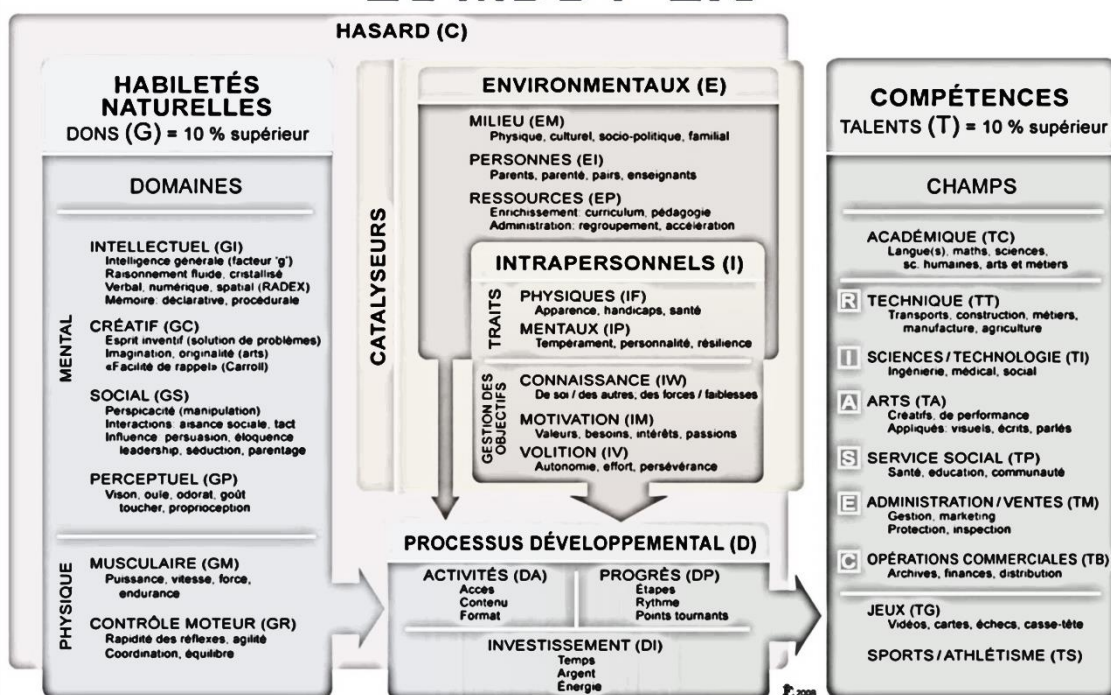 HASARD (C)
HABILETÉS
NATURELLES
DONS (G) = 10 % supérieur
DOMAINES
MENTAL
INTELLECTUEL (GI)
Intelligence générale (facteur 'g')
Raisonnement fluide, cristallisé
Verbal, numérique, spatial (RADEX)
Mémoire: déclarative, procédurale
CRÉATIF (GC)
Esprit inventif (solution de problèmes)
Imagination, originalité (arts)
«Facilité de rappel» (Carroll)
SOCIAL (GS)
Perspicacité (manipulation)
Interactions: aisance sociale, tact
Influence: persuasion, éloquence
leadership, séduction, parentage
PERCEPTUEL (GP)
Vison, ouïe, odorat, goût
toucher, proprioception
PHYSIQUE
MUSCULAIRE (GM)
Puissance, vitesse, force,
endurance
CONTRÔLE MOTEUR (GR)
Rapidité des réflexes, agilité
Coordination, équilibre
CATALYSEURS
ENVIRONMENTAUX (E)
MILIEU (EM)
Physique, culturel, socio-politique, familial
PERSONNES (EI)
Parents, parenté, pairs, enseignants
RESSOURCES (EP)
Enrichissement: curriculum, pédagogie
Administration: regroupement, accélération
INTRAPERSONNELS (I)
TRAITS
PHYSIQUES (IF)
Apparence, handicaps, santé
MENTAUX (IP)
Tempérament, personnalité, résilience
GESTION DES
OBJECTIFS
CONNAISSANCE (IW)
De soi / des autres, des forces / faiblesses
MOTIVATION (IM)
Valeurs, besoins, intérêts, passions
VOLITION (IV)
Autonomie, effort, persévérance
PROCESSUS DÉVELOPPEMENTAL (D)
ACTIVITÉS (DA)
Accès
Contenu
Format
PROGRÈS (DP)
Étapes
Rythme
Points tournants
INVESTISSEMENT (DI)
Temps
Argent
Énergie
COMPÉTENCES
TALENTS (T) = 10 % supérieur
CHAMPS
ACADÉMIQUE (TC)
Langue(s), maths, sciences,
sc. humaines, arts et métiers
R TECHNIQUE (TT)
Transports, construction, métiers,
manufacture, agriculture
I SCIENCES / TECHNOLOGIE (TI)
Ingénierie, médical, social
A ARTS (TA)
Créatifs, de performance
Appliqués: visuels, écrits, parlés
S SERVICE SOCIAL (TP)
Santé, education, communauté
E ADMINISTRATION / VENTES (TM)
Gestion, marketing
Protection, inspection
C OPÉRATIONS COMMERCIALES (TB)
Archives, finances, distribution
JEUX (TG)
Vidéos, cartes, échecs, casse-tête
SPORTS / ATHLÉTISME (TS)
2008